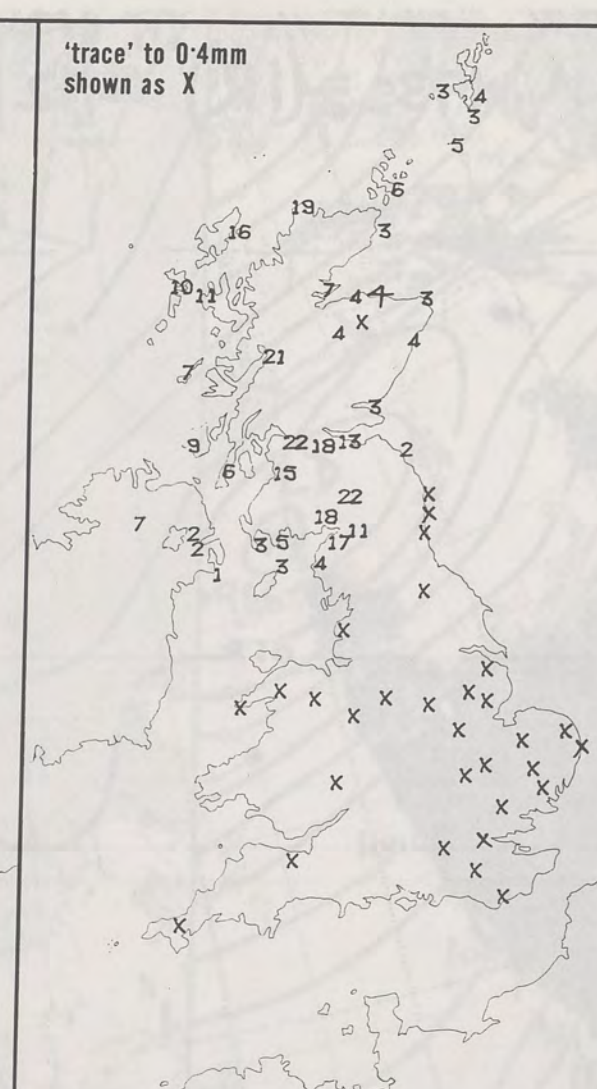 'trace' to 0·4mm
shown as X
3 4
3
5
6
19
16 3
10 11 7 4 4 3
X
4 4
7 21
3
9 22 18 13 2
6 15
22 X
7 18 X
2 3 5 17 11 X
2
1 3 4
X
X
X
X X X X X X X
X X
X X X X
X X X
X X X
X
X X
X X
X
X